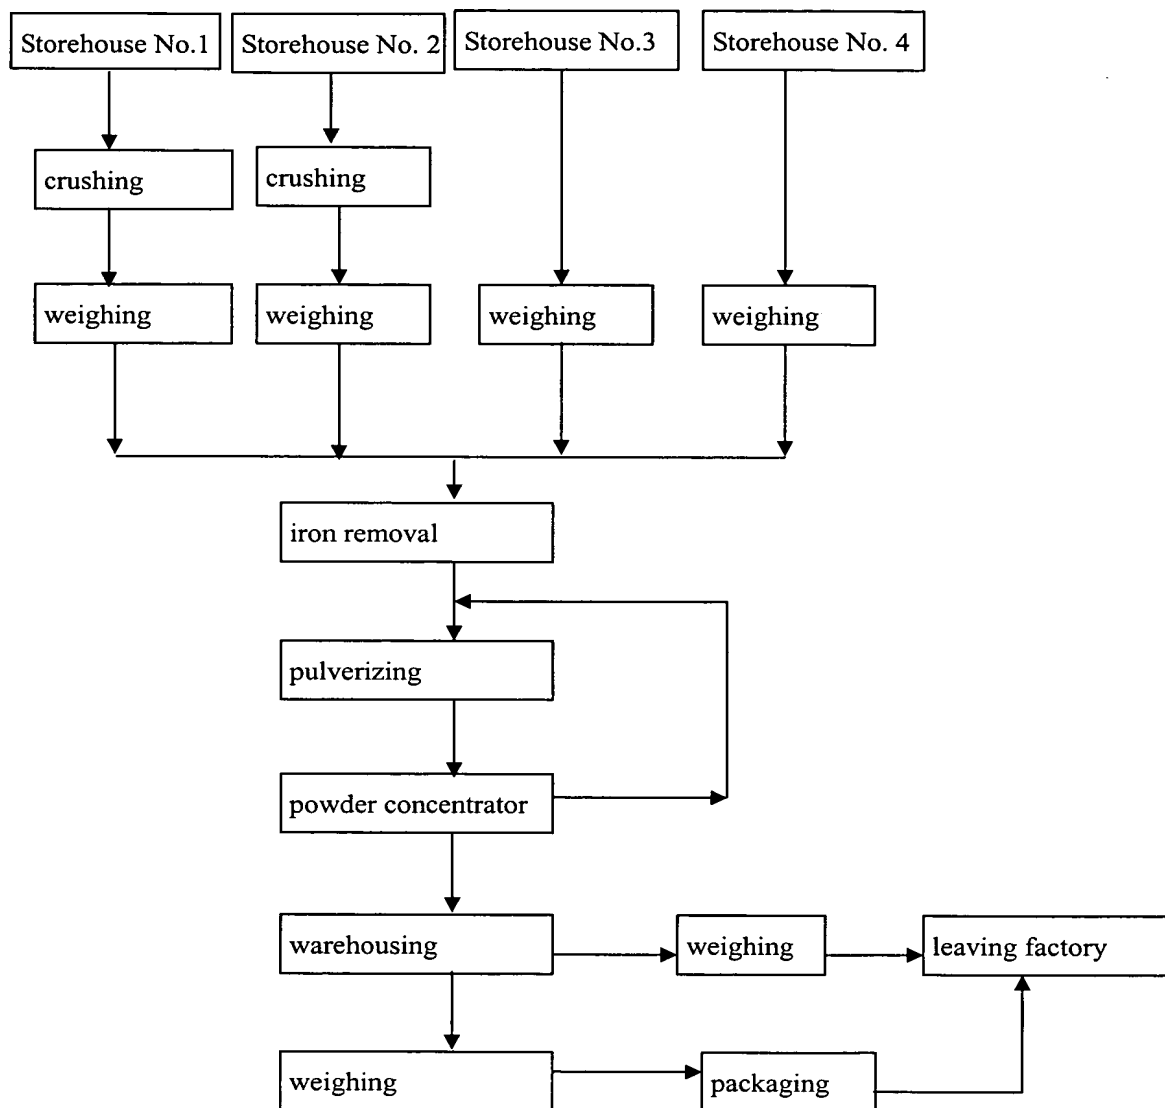 Storehouse No.1
Storehouse No. 2
Storehouse No.3
Storehouse No. 4
crushing
crushing
weighing
weighing
weighing
weighing
iron removal
pulverizing
powder concentrator
warehousing
weighing
leaving factory
weighing
packaging